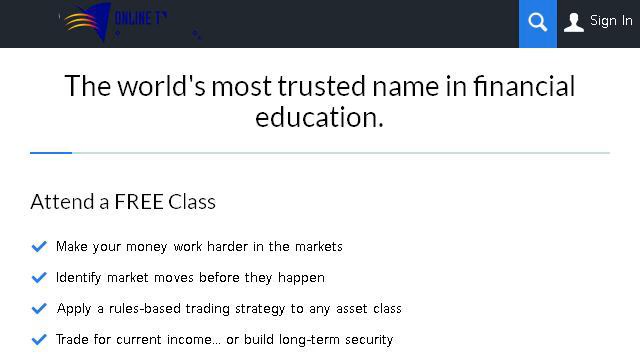 ONLINE
Sign In
The world's most trusted name in financial
education.
Attend a FREE Class
Make your money work harder in the markets
Identify market moves before they happen
Apply a rules-based trading strategy to any asset class
Trade for current income... or build long-term security